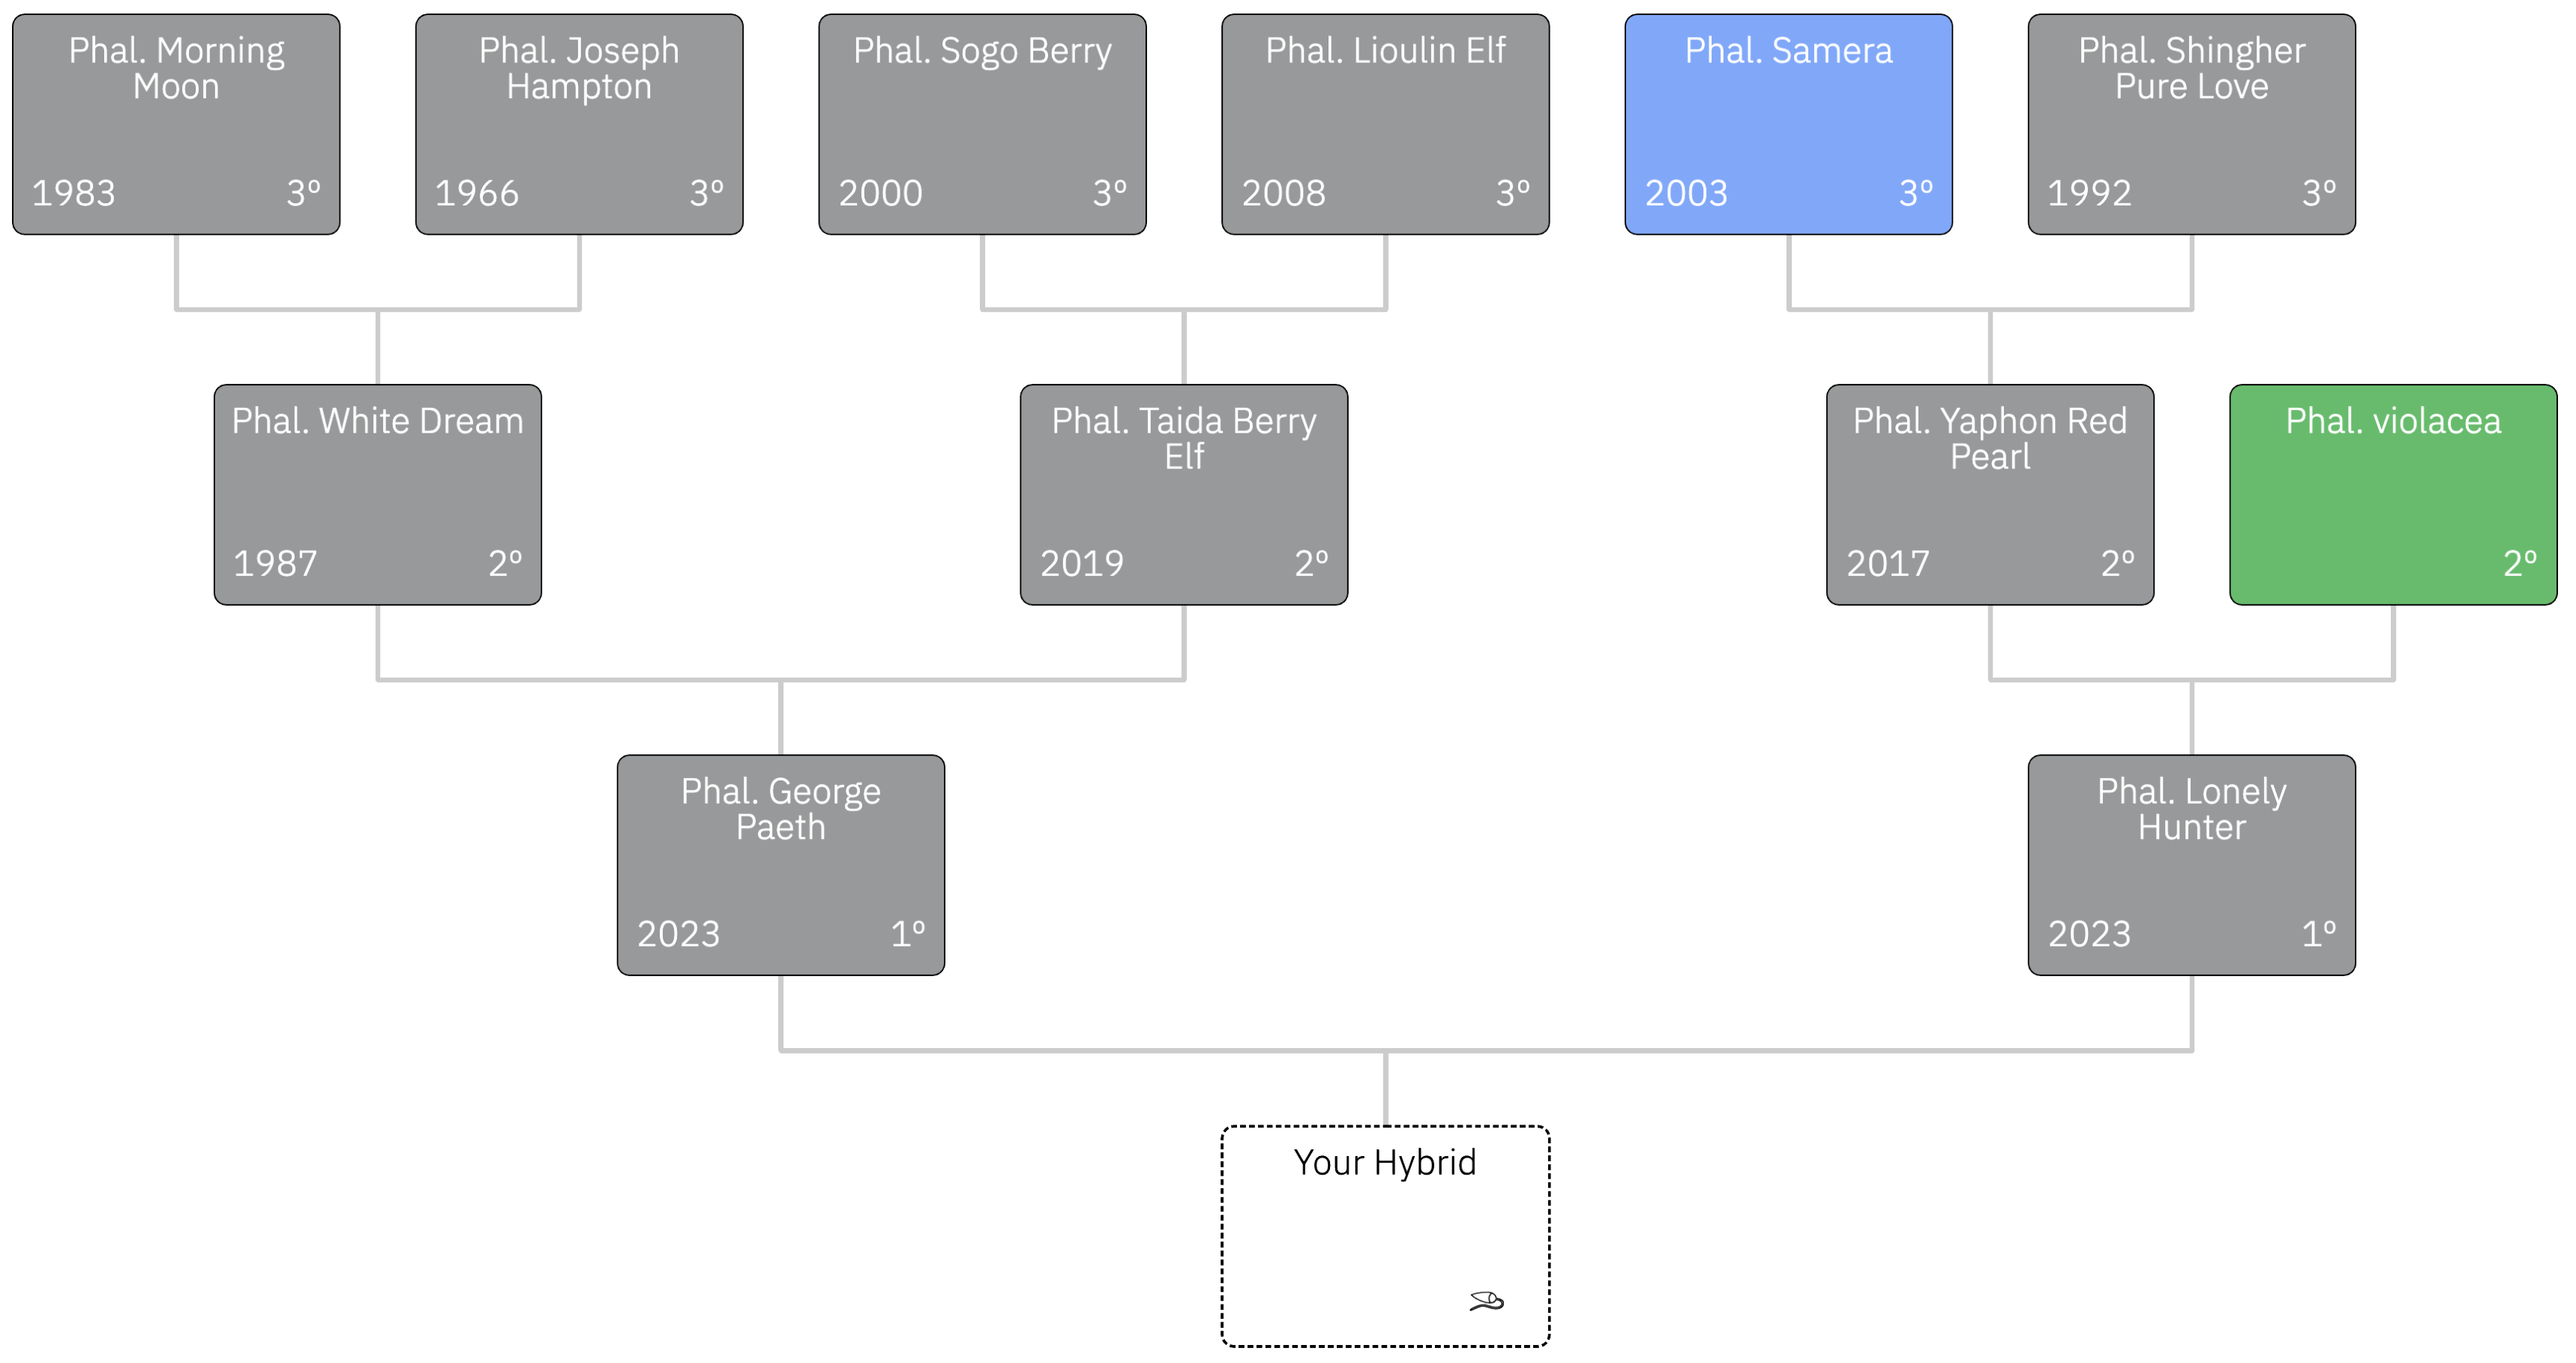 Phal. Morning
Moon
1983 3º
Phal. Joseph
Hampton
1966 3º
Phal. Sogo Berry
2000 3º
Phal. Lioulin Elf
2008 3º
Phal. Samera
2003 3º
Phal. Shingher
Pure Love
1992 3º
Phal. White Dream
1987 2º
Phal. Taida Berry
Elf
2019 2º
Phal. Yaphon Red
Pearl
2017 2º
Phal. violacea
2º
Phal. George
Paeth
2023 1º
Phal. Lonely
Hunter
2023 1º
Your Hybrid